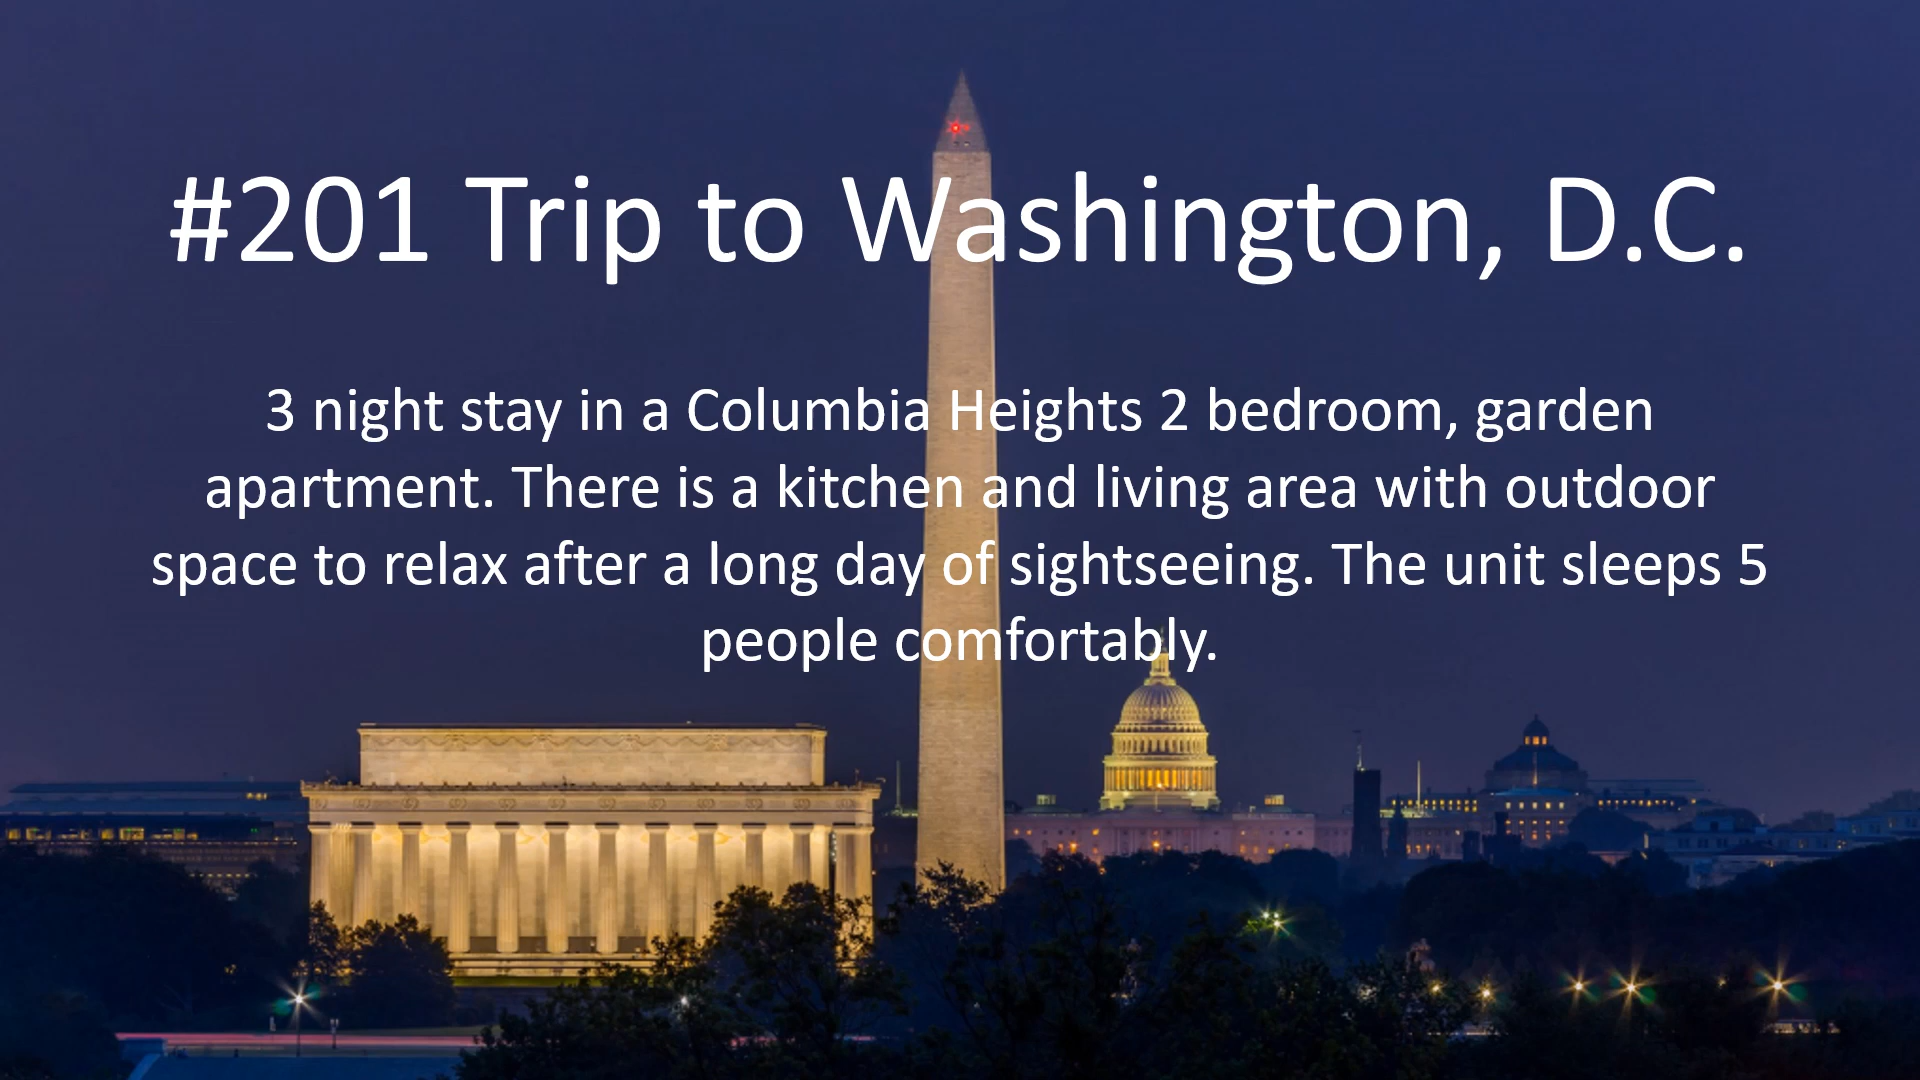 #201 Trip to Washington, D.C.
3 night stay in a Columbia Heights 2 bedroom, garden
apartment. There is a kitchen and living area with outdoor
space to relax after a long day of sightseeing. The unit sleeps 5
people comfortably.